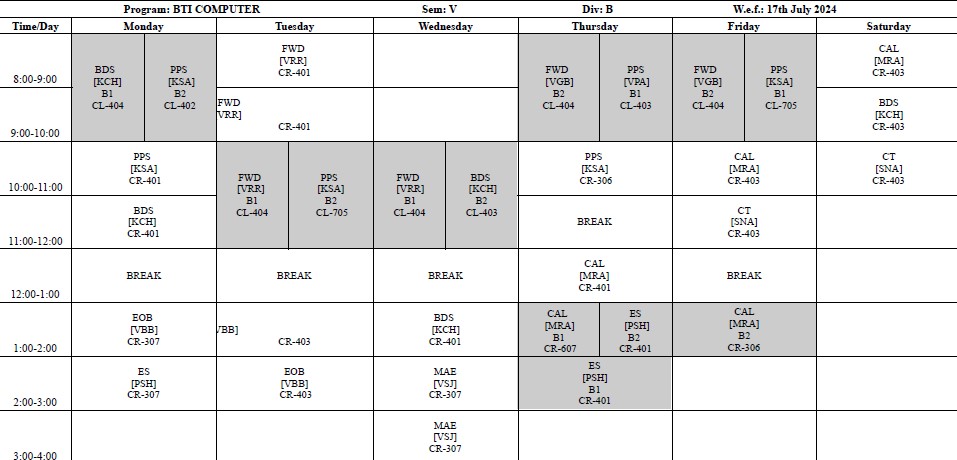 Program: BTI COMPUTER Sem: V Div: B W.e.f.: 17th July 2024
Time/Day Monday Tuesday Wednesday Thursday Friday Saturday
8:00-9:00
BDS
[KCH]
B1
CL-404
PPS
[KSA]
B2
CL-402
FWD
[VRR]
CR-401
FWD
[VGB]
B2
CL-404
PPS
[VPA]
B1
CL-403
FWD
[VGB]
B2
CL-404
PPS
[KSA]
B1
CL-705
CAL
[MRA]
CR-403
9:00-10:00
FWD
VRR]
CR-401
BDS
[KCH]
CR-403
10:00-11:00
PPS
[KSA]
CR-401
FWD
[VRR]
B1
CL-404
PPS
[KSA]
B2
CL-705
FWD
[VRR]
B1
CL-404
BDS
[KCH]
B2
CL-403
PPS
[KSA]
CR-306
CAL
[MRA]
CR-403
CT
[SNA]
CR-403
11:00-12:00
BDS
[KCH]
CR-401
BREAK
CT
[SNA]
CR-403
12:00-1:00
BREAK
BREAK
BREAK
CAL
[MRA]
CR-401
BREAK
1:00-2:00
EOB
[VBB]
CR-307
VBB]
CR-403
BDS
[KCH]
CR-401
CAL
[MRA]
B1
CR-607
ES
[PSH]
B2
CR-401
CAL
[MRA]
B2
CR-306
2:00-3:00
ES
[PSH]
CR-307
EOB
[VBB]
CR-403
MAE
[VSJ]
CR-307
ES
[PSH]
B1
CR-401
3:00-4:00
MAE
[VSJ]
CR-307